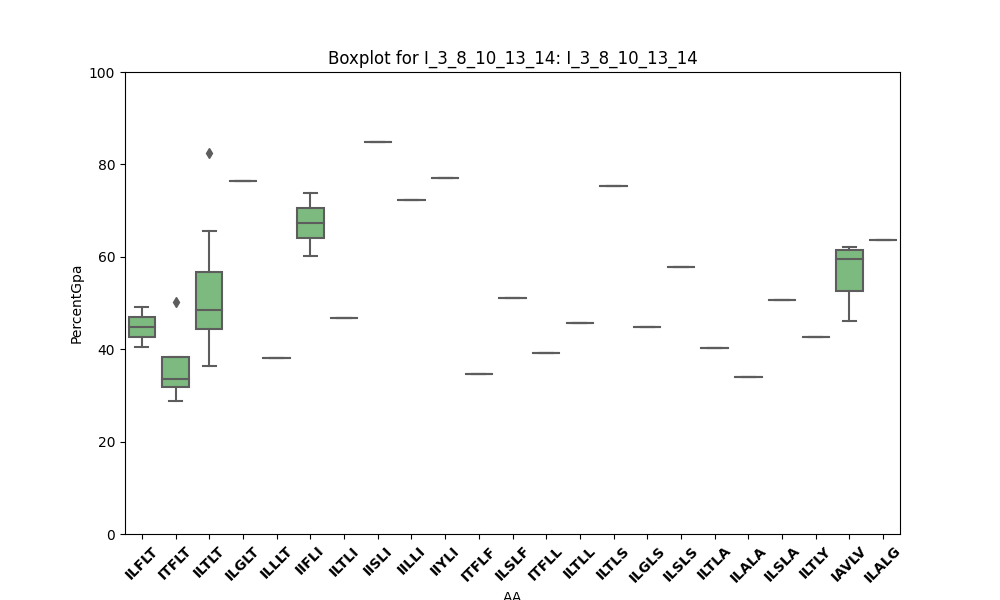 Boxplot for I_3_8_10_13_14: I_3_8_10_13_14
100
80
60
40
20
0
PercentGpa
ILFLT ITFLT ILTLT ILGLT ILLLT IIFLI ILTLI IISLI IILLI IIYLI ITFLF ILSLF ITFLL ILTLL ILTLS ILGLS ILSLS ILTLA ILALA ILSLA ILTLY IAVLV ILALG
AA